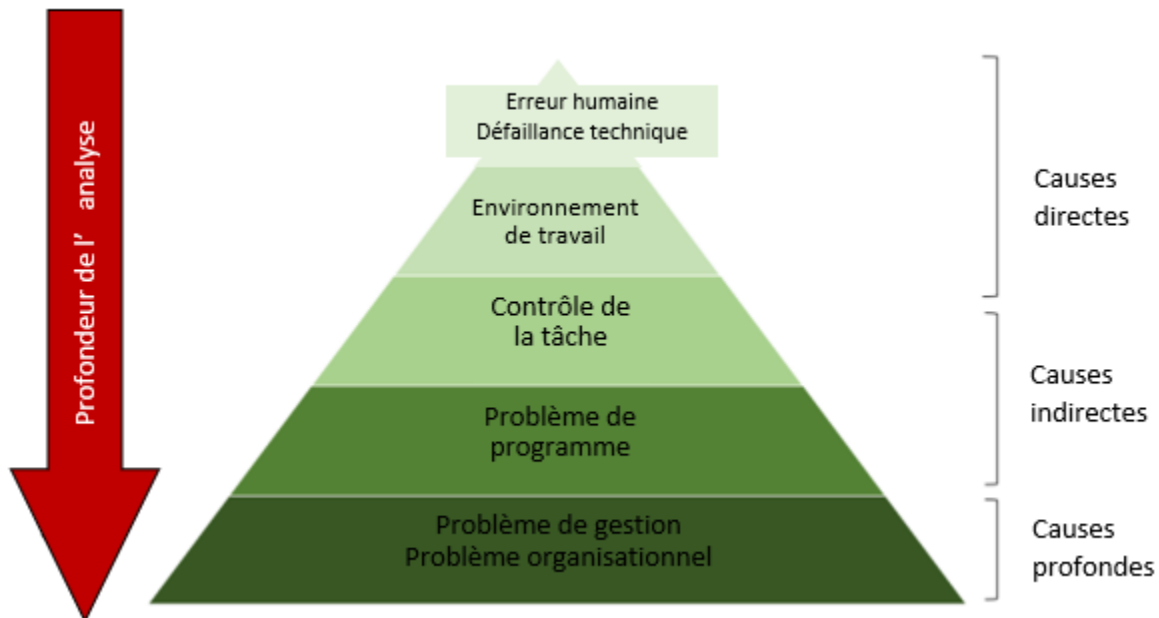 Profondeur de l' analyse
Erreur humaine
Défaillance technique
Environnement
de travail
Contrôle de
la tâche
Problème de
programme
Problème de gestion
Problème organisationnel
Causes
directes
Causes
indirectes
Causes
profondes